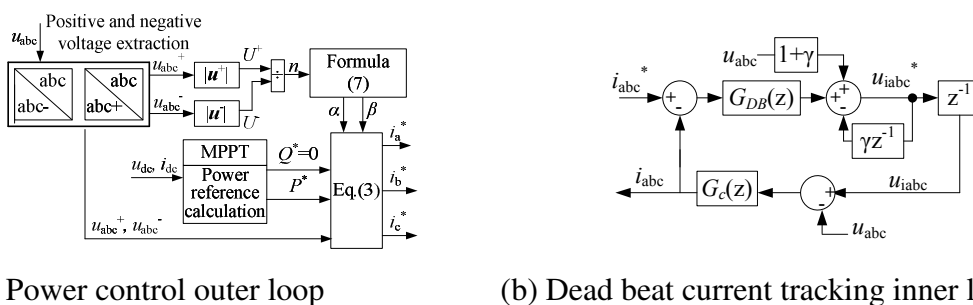 Positive and negative
voltage extraction
u_abc
abc
abc-
abc
abc+
u_abc^+
u_abc^-
|u^+|
|u^-|
U^+
U^-
÷
n
Formula
(7)
α
β
u_dc, i_dc
MPPT
Power
reference
calculation
Q^*=0
P^*
Eq.(3)
i_a^*
i_b^*
i_c^*
u_abc^+, u_abc^-
Power control outer loop
u_abc
1+γ
i_abc^*
+
-
G_DB(z)
+
+
-
u_iabc^*
z^-1
γz^-1
i_abc
G_c(z)
+
-
u_iabc
u_abc
(b) Dead beat current tracking inner